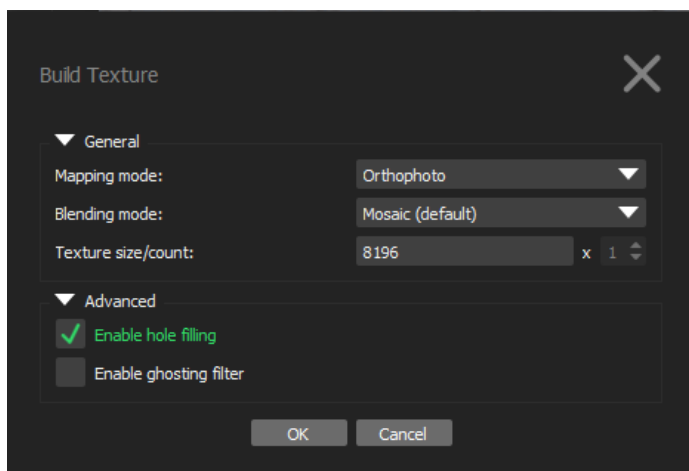 Build Texture
General
Mapping mode: Orthophoto
Blending mode: Mosaic (default)
Texture size/count: 8196 x 1
Advanced
Enable hole filling
Enable ghosting filter
OK Cancel